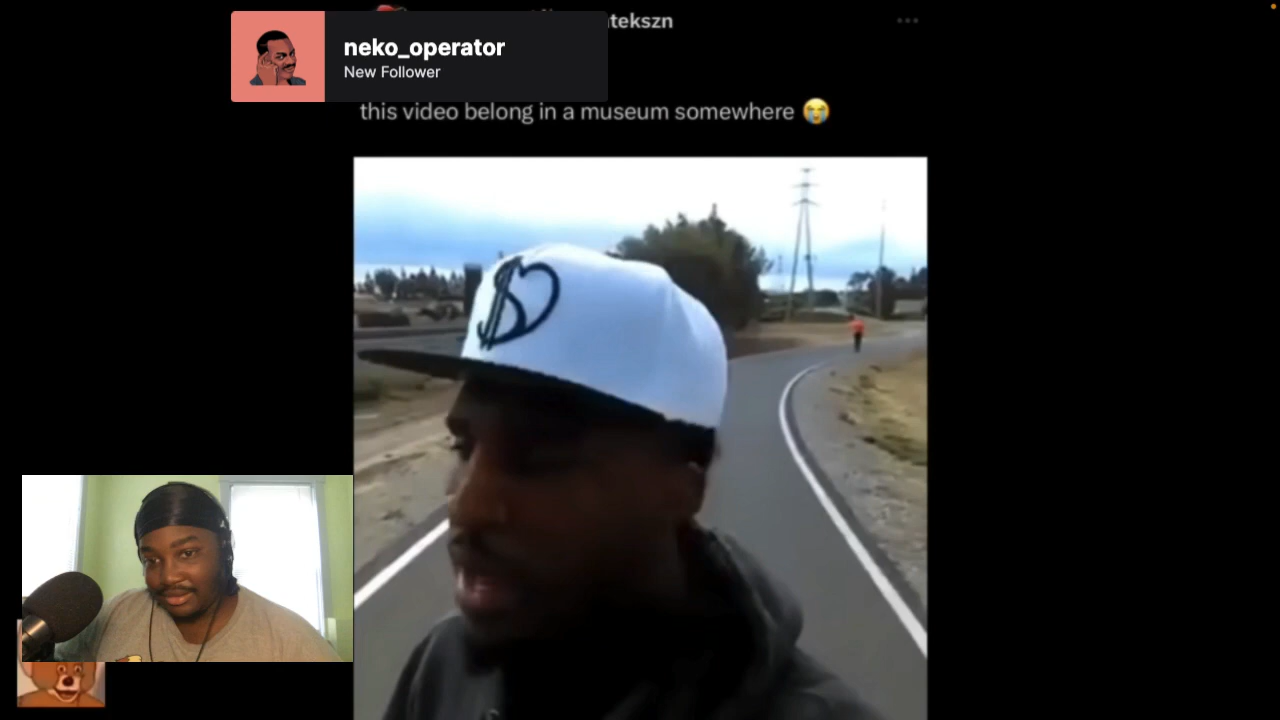 tekszn
neko_operator
New Follower
this video belong in a museum somewhere 😭